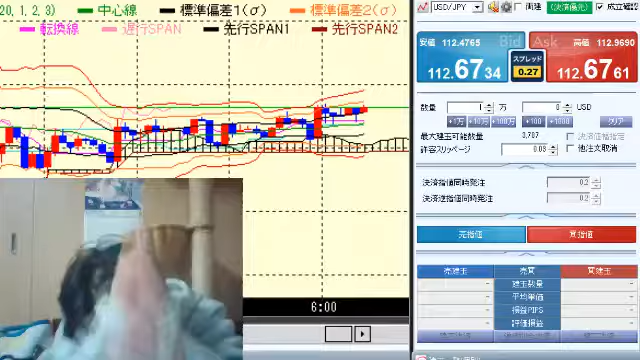 20, 1, 2, 3)
中心線
標準偏差1(σ)
標準偏差2(σ)
転換線
遅行SPAN
先行SPAN1
先行SPAN2
6:00
USD/JPY
両建
(決済優先)
成立確認
安値 112.4765
Bid
Ask
高値 112.9690
112.6734
スプレッド
0.27
112.6761
数量
1
万
0
USD
+1万
+10万
+100万
+100
+1000
クリア
最大建玉可能数量
3,707
決済価格指定
許容スリッページ
他注文取消
決済指値同時発注
0.2
決済逆指値同時発注
0.2
売指値
買指値
売建玉
売買
買建玉
建玉数量
平均単価
損益PIPS
評価損益